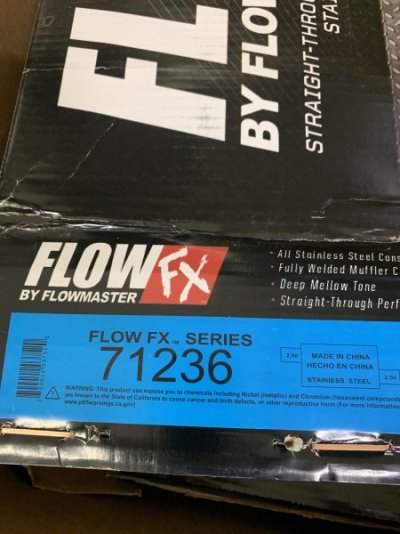 FL
BY FLOW
STRAIGHT-THROU
STA
FLOW FX
BY FLOWMASTER
• All Stainless Steel Cons
• Fully Welded Muffler C
• Deep Mellow Tone
• Straight-Through Perf
FLOW FX™ SERIES
71236
2.50
MADE IN CHINA
HECHO EN CHINA
STAINLESS STEEL
2.50
WARNING: This product can expose you to chemicals including Nickel (metallic) and Chromium (hexavalent compounds
are known to the State of California to cause cancer and birth defects, or other reproductive harm (For more information
www.p65warnings.ca.gov)